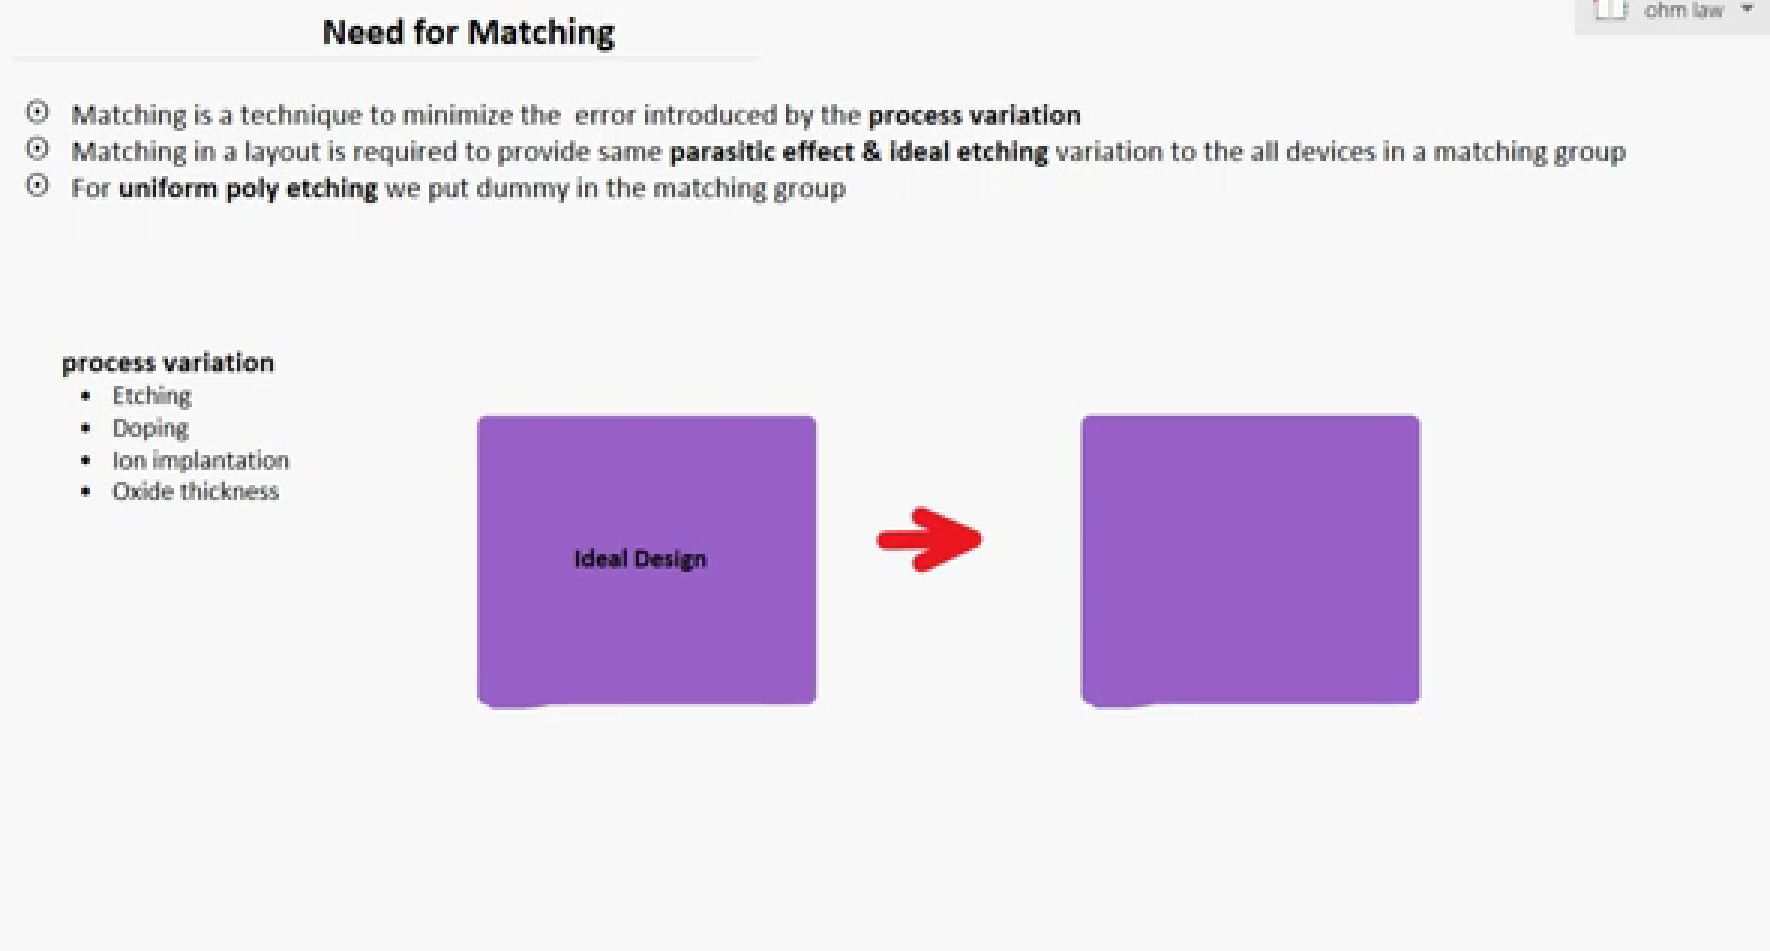 ohm law
Need for Matching
Matching is a technique to minimize the error introduced by the process variation
Matching in a layout is required to provide same parasitic effect & ideal etching variation to the all devices in a matching group
For uniform poly etching we put dummy in the matching group
process variation
Etching
Doping
Ion implantation
Oxide thickness
Ideal Design